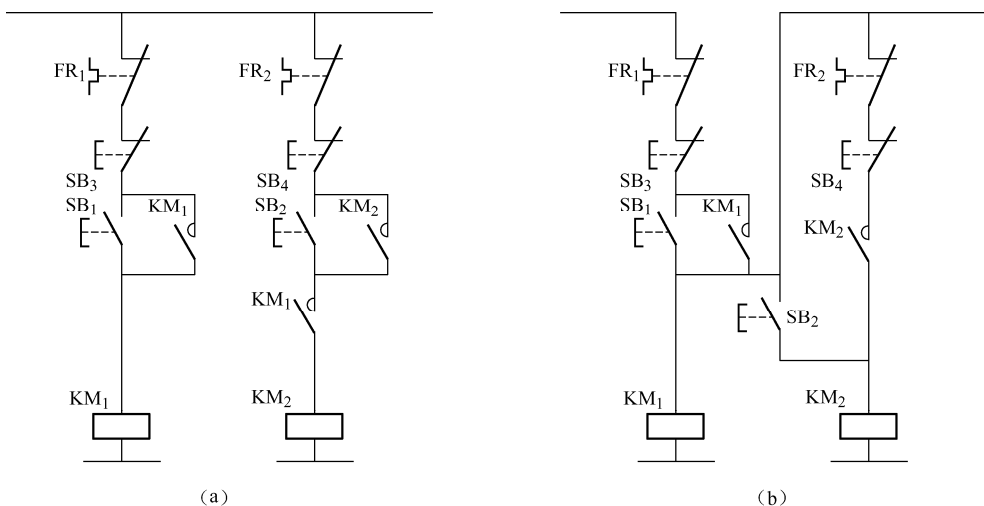 FR₁
FR₂
SB₃
SB₄
SB₁
KM₁
SB₂
KM₂
KM₁
KM₁
KM₂
(a)
FR₁
FR₂
SB₃
SB₄
SB₁
KM₁
KM₂
SB₂
KM₁
KM₂
(b)